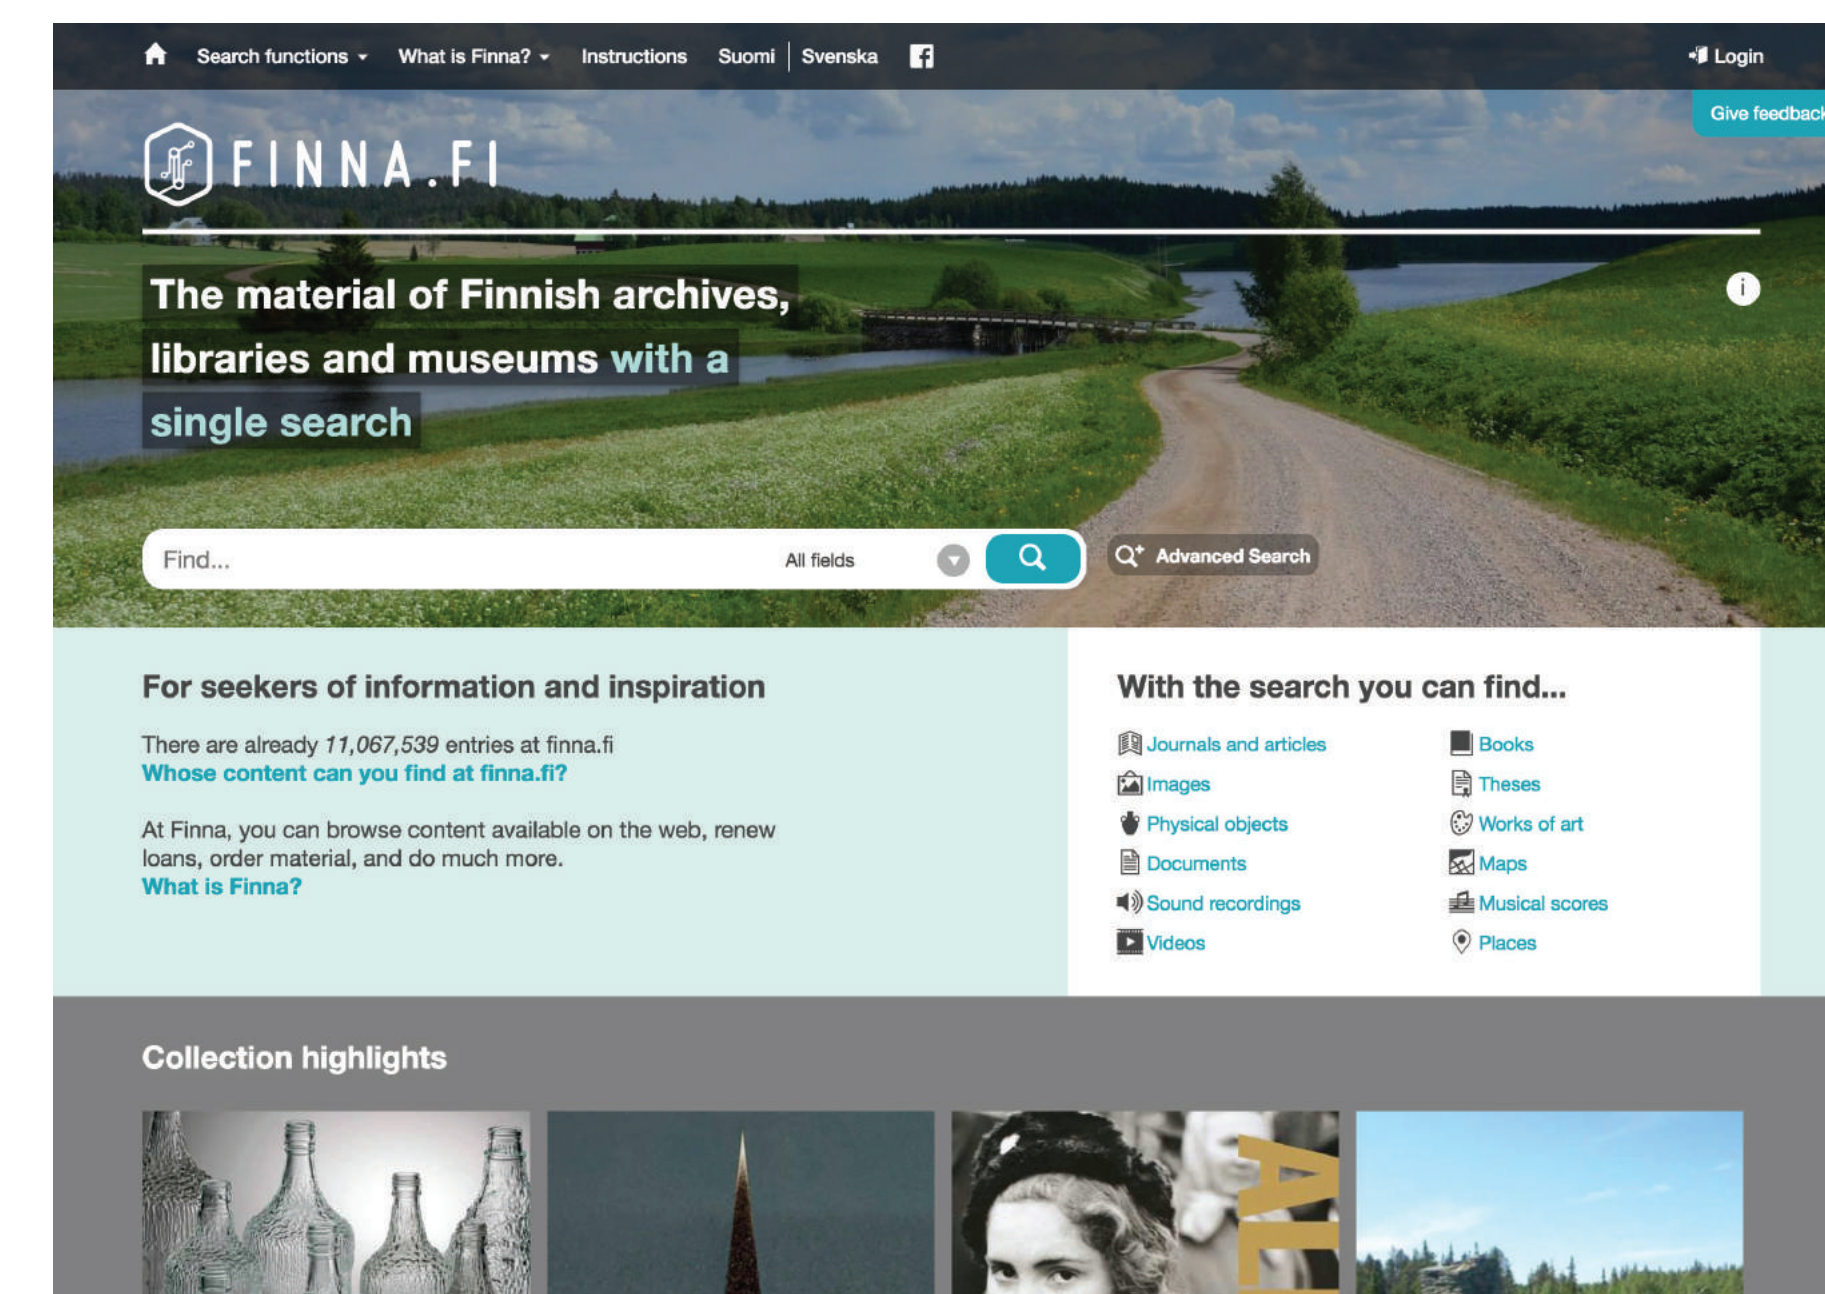 Search functions What is Finna? Instructions Suomi Svenska Login
Give feedback
FINNA.FI
The material of Finnish archives,
libraries and museums with a
single search
i
Find... All fields Advanced Search
For seekers of information and inspiration
There are already 11,067,539 entries at finna.fi
Whose content can you find at finna.fi?
At Finna, you can browse content available on the web, renew
loans, order material, and do much more.
What is Finna?
With the search you can find...
Journals and articles Books
Images Theses
Physical objects Works of art
Documents Maps
Sound recordings Musical scores
Videos Places
Collection highlights